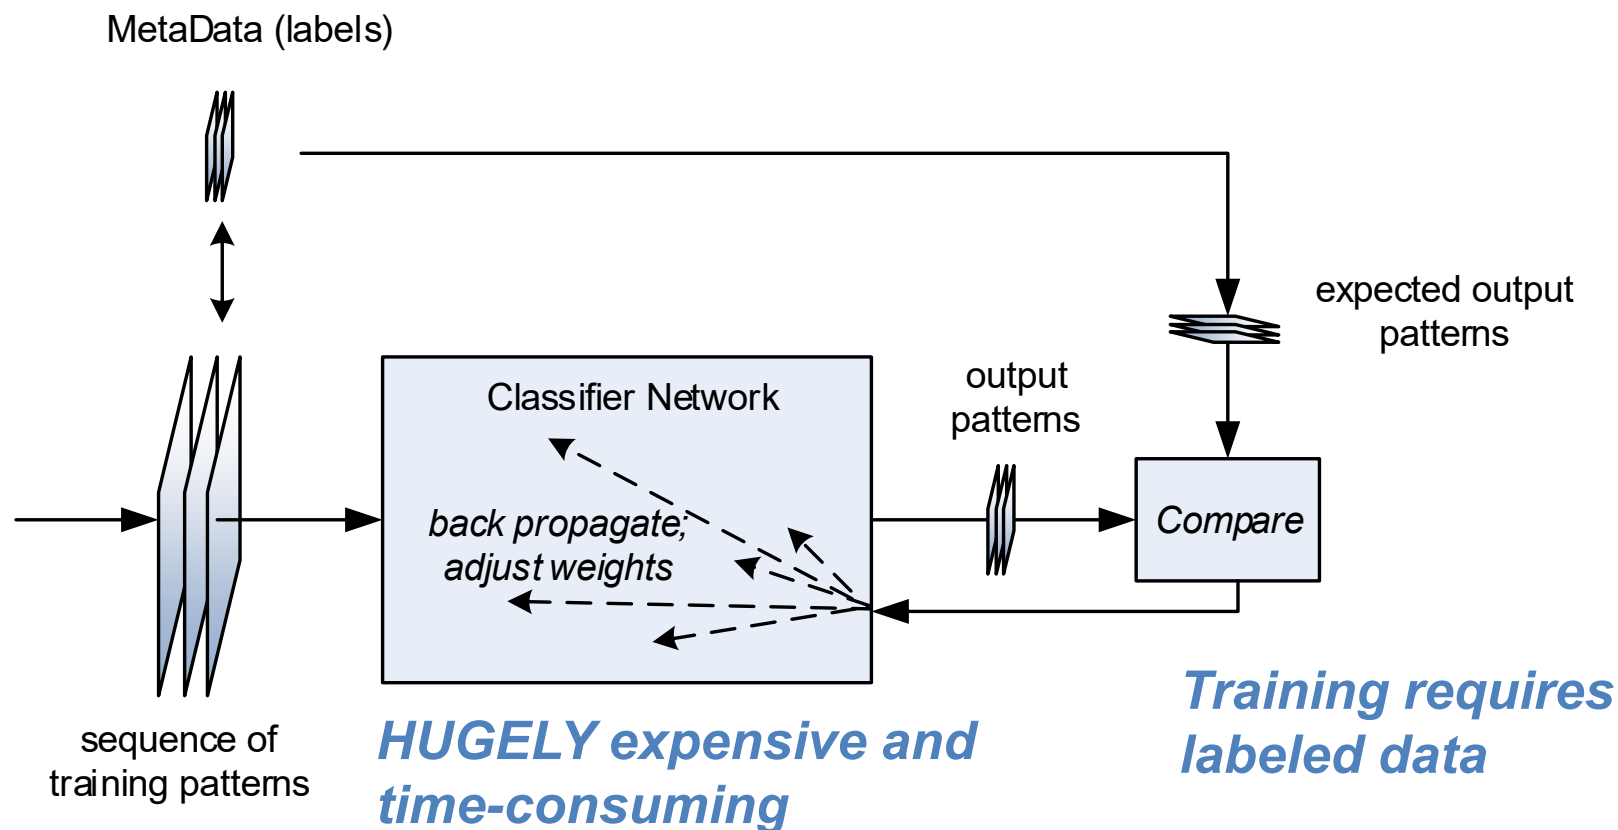 MetaData (labels)
expected output
patterns
output
patterns
Classifier Network
back propagate;
adjust weights
Compare
sequence of
training patterns
HUGELY expensive and
time-consuming
Training requires
labeled data